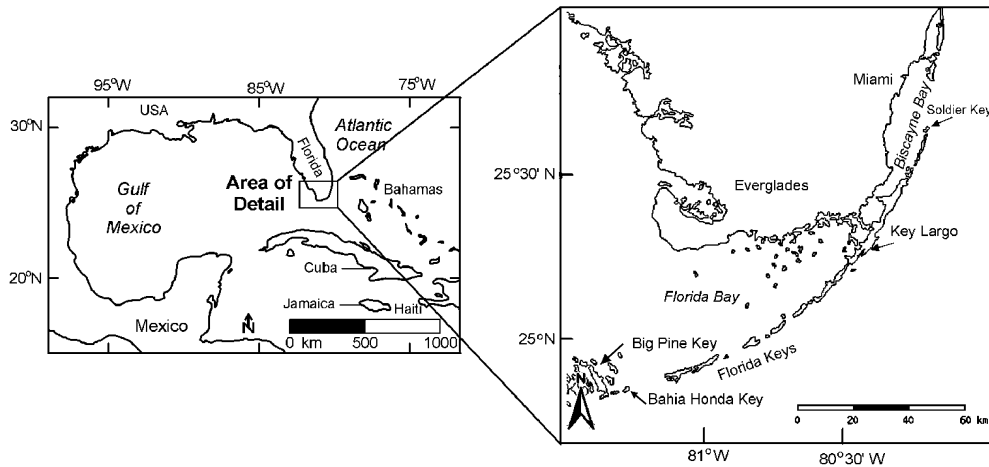 95°W
85°W
75°W
30°N
20°N
USA
Atlantic
Ocean
Florida
Gulf
of
Mexico
Area of
Detail
Bahamas
Cuba
Jamaica
Haiti
Mexico
N
0 500 1000
km
Miami
Biscayne Bay
Soldier Key
25°30'N
Everglades
Key Largo
Florida Bay
25°N
Big Pine Key
Florida Keys
N
Bahia Honda Key
0 20 40 60 km
81°W
80°30'W